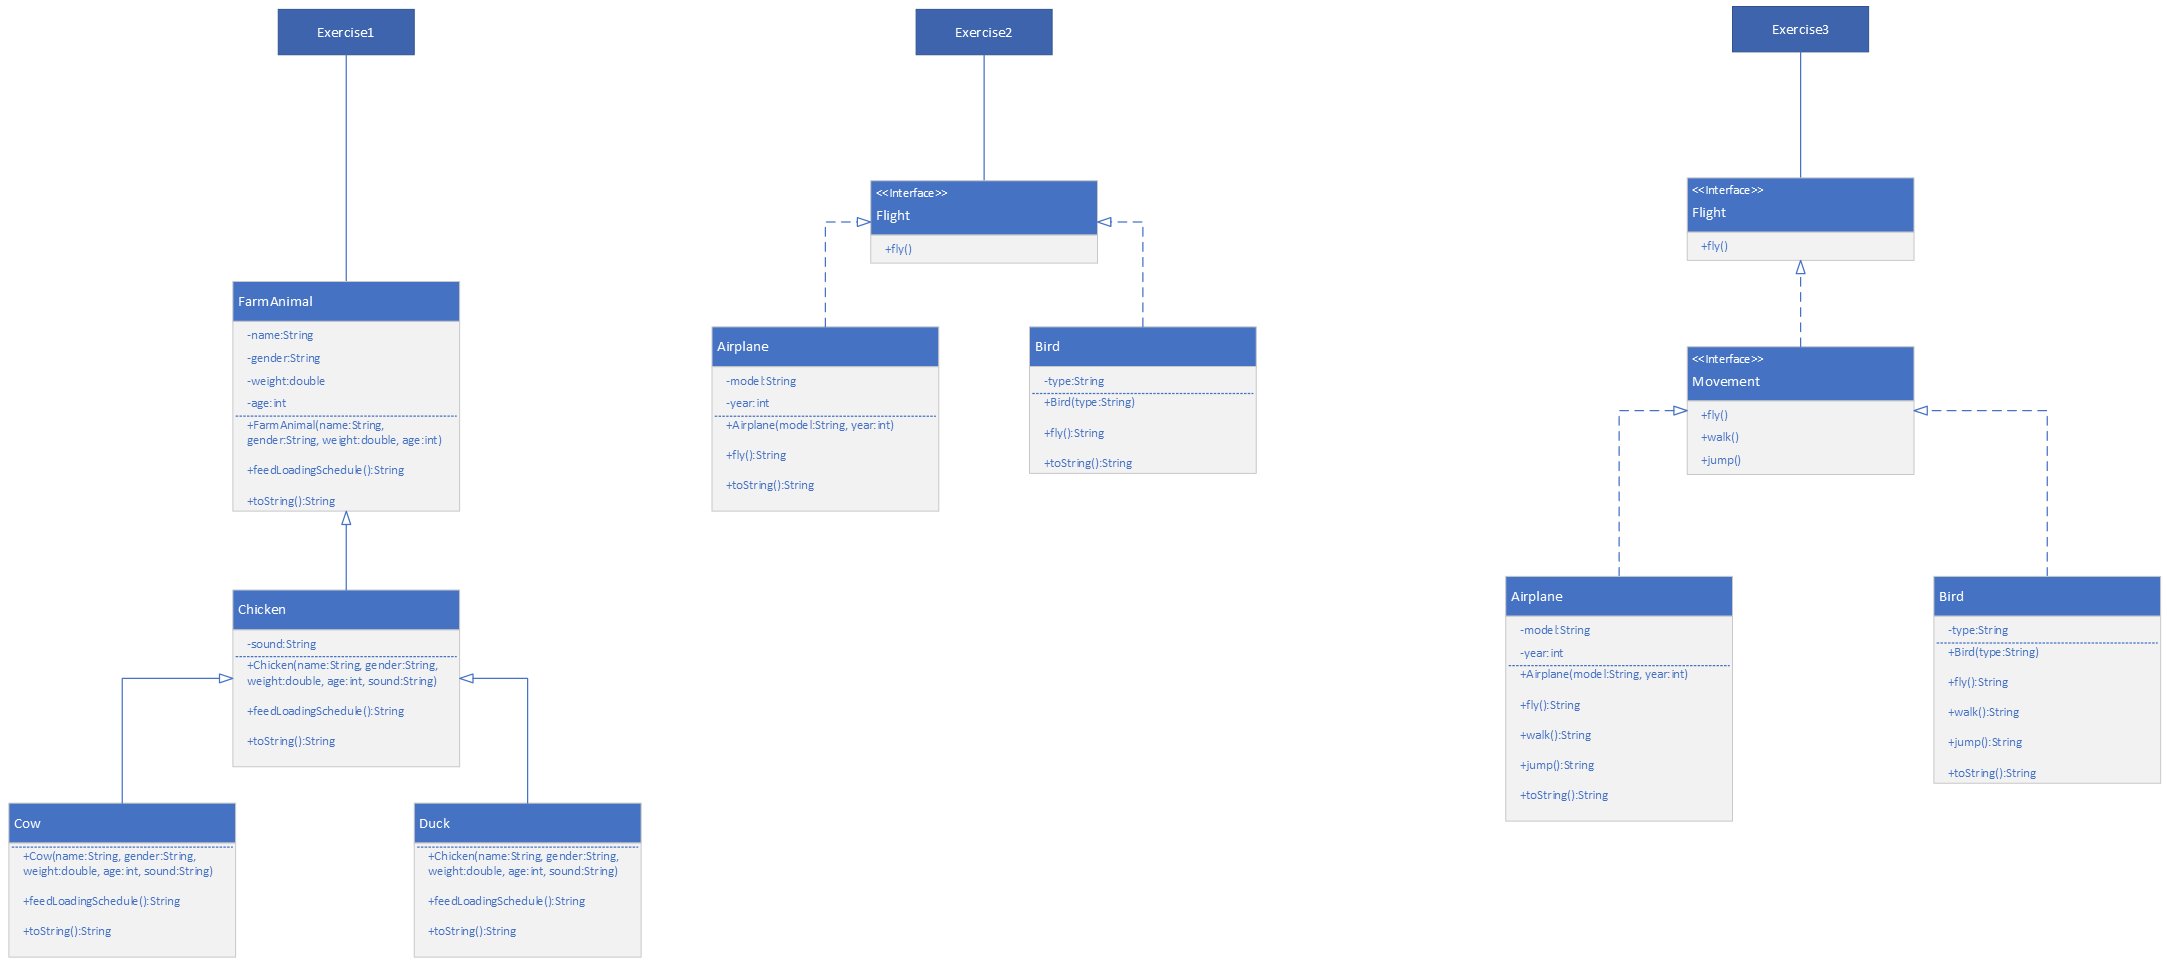 Exercise1
FarmAnimal
-name:String
-gender:String
-weight:double
-age:int
+FarmAnimal(name:String,
gender:String, weight:double, age:int)
+feedLoadingSchedule():String
+toString():String
Chicken
-sound:String
+Chicken(name:String, gender:String,
weight:double, age:int, sound:String)
+feedLoadingSchedule():String
+toString():String
Cow
+Cow(name:String, gender:String,
weight:double, age:int, sound:String)
+feedLoadingSchedule():String
+toString():String
Duck
+Chicken(name:String, gender:String,
weight:double, age:int, sound:String)
+feedLoadingSchedule():String
+toString():String
Exercise2
<<Interface>>
Flight
+fly()
Airplane
-model:String
-year:int
+Airplane(model:String, year:int)
+fly():String
+toString():String
Bird
-type:String
+Bird(type:String)
+fly():String
+toString():String
Exercise3
<<Interface>>
Flight
+fly()
<<Interface>>
Movement
+fly()
+walk()
+jump()
Airplane
-model:String
-year:int
+Airplane(model:String, year:int)
+fly():String
+walk():String
+jump():String
+toString():String
Bird
-type:String
+Bird(type:String)
+fly():String
+walk():String
+jump():String
+toString():String